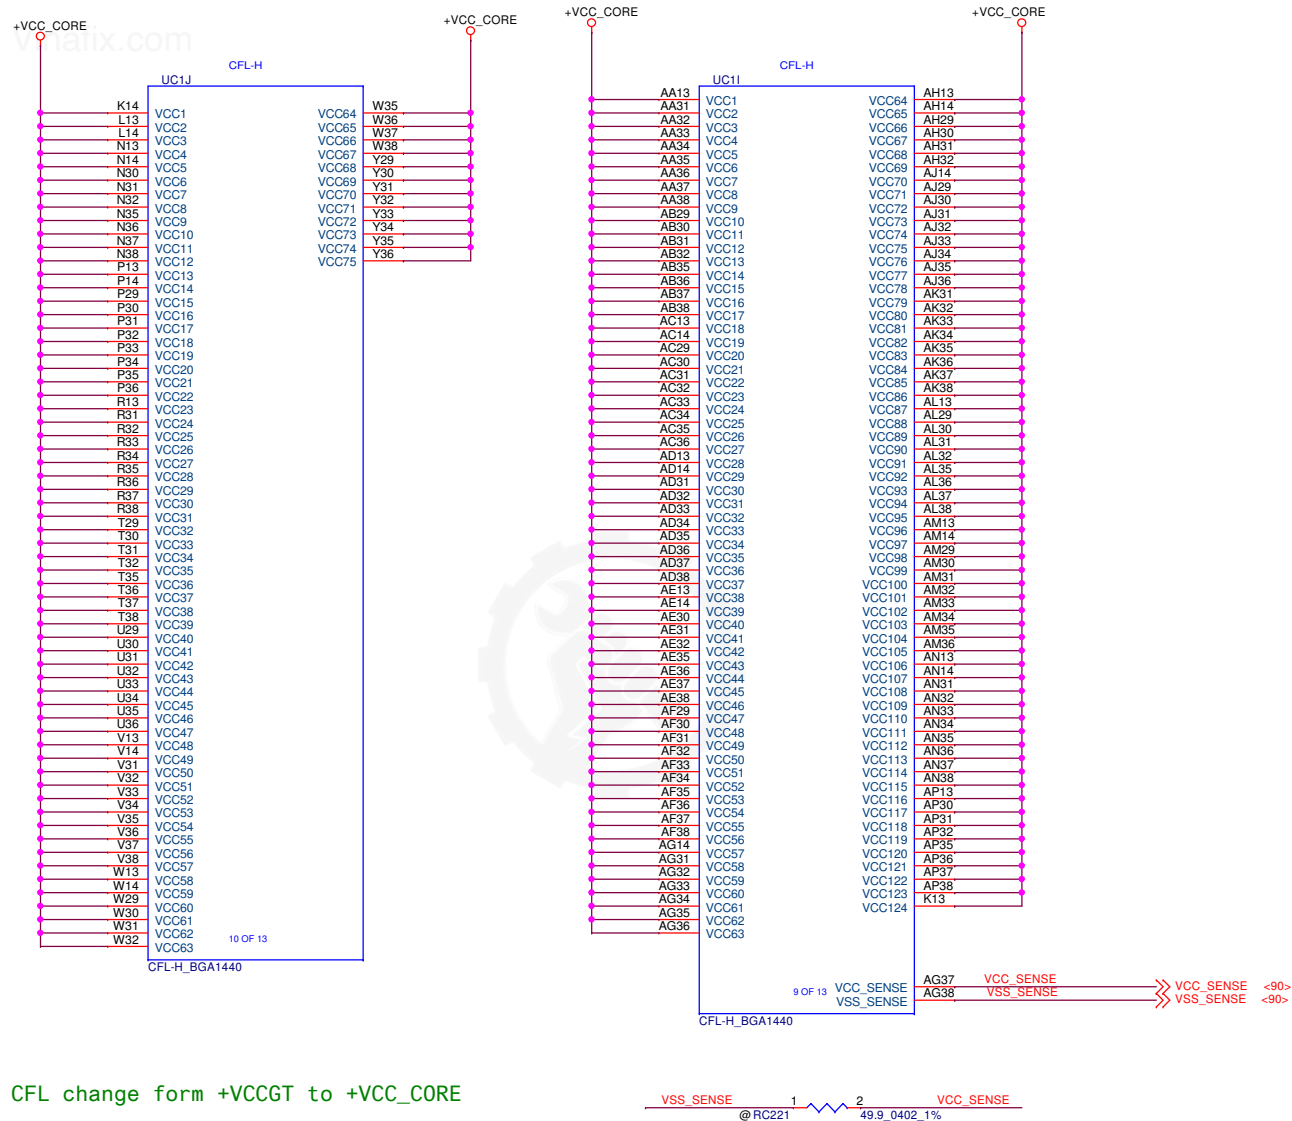 Vinafix.com
+VCC_CORE
+VCC_CORE
CFL-H
UC1J
K14 VCC1 VCC64 W35
L13 VCC2 VCC65 W36
L14 VCC3 VCC66 W37
N13 VCC4 VCC67 W38
N14 VCC5 VCC68 Y29
N30 VCC6 VCC69 Y30
N31 VCC7 VCC70 Y31
N32 VCC8 VCC71 Y32
N35 VCC9 VCC72 Y33
N36 VCC10 VCC73 Y34
N37 VCC11 VCC74 Y35
N38 VCC12 VCC75 Y36
P13 VCC13
P14 VCC14
P29 VCC15
P30 VCC16
P31 VCC17
P32 VCC18
P33 VCC19
P34 VCC20
P35 VCC21
P36 VCC22
R13 VCC23
R31 VCC24
R32 VCC25
R33 VCC26
R34 VCC27
R35 VCC28
R36 VCC29
R37 VCC30
R38 VCC31
T29 VCC32
T30 VCC33
T31 VCC34
T32 VCC35
T35 VCC36
T36 VCC37
T37 VCC38
T38 VCC39
U29 VCC40
U30 VCC41
U31 VCC42
U32 VCC43
U33 VCC44
U34 VCC45
U35 VCC46
U36 VCC47
V13 VCC48
V14 VCC49
V31 VCC50
V32 VCC51
V33 VCC52
V34 VCC53
V35 VCC54
V36 VCC55
V37 VCC56
V38 VCC57
W13 VCC58
W14 VCC59
W29 VCC60
W30 VCC61
W31 VCC62
W32 VCC63
10 OF 13
CFL-H_BGA1440
+VCC_CORE
+VCC_CORE
CFL-H
UC1I
AA13 VCC1 VCC64 AH13
AA31 VCC2 VCC65 AH14
AA32 VCC3 VCC66 AH29
AA33 VCC4 VCC67 AH30
AA34 VCC5 VCC68 AH31
AA35 VCC6 VCC69 AH32
AA36 VCC7 VCC70 AJ14
AA37 VCC8 VCC71 AJ29
AA38 VCC9 VCC72 AJ30
AB29 VCC10 VCC73 AJ31
AB30 VCC11 VCC74 AJ32
AB31 VCC12 VCC75 AJ33
AB32 VCC13 VCC76 AJ34
AB35 VCC14 VCC77 AJ35
AB36 VCC15 VCC78 AJ36
AB37 VCC16 VCC79 AK31
AB38 VCC17 VCC80 AK32
AC13 VCC18 VCC81 AK33
AC14 VCC19 VCC82 AK34
AC29 VCC20 VCC83 AK35
AC30 VCC21 VCC84 AK36
AC31 VCC22 VCC85 AK37
AC32 VCC23 VCC86 AK38
AC33 VCC24 VCC87 AL13
AC34 VCC25 VCC88 AL29
AC35 VCC26 VCC89 AL30
AC36 VCC27 VCC90 AL31
AD13 VCC28 VCC91 AL32
AD14 VCC29 VCC92 AL35
AD31 VCC30 VCC93 AL36
AD32 VCC31 VCC94 AL37
AD33 VCC32 VCC95 AL38
AD34 VCC33 VCC96 AM13
AD35 VCC34 VCC97 AM14
AD36 VCC35 VCC98 AM29
AD37 VCC36 VCC99 AM30
AD38 VCC37 VCC100 AM31
AE13 VCC38 VCC101 AM32
AE14 VCC39 VCC102 AM33
AE30 VCC40 VCC103 AM34
AE31 VCC41 VCC104 AM35
AE32 VCC42 VCC105 AM36
AE35 VCC43 VCC106 AN13
AE36 VCC44 VCC107 AN14
AE37 VCC45 VCC108 AN31
AE38 VCC46 VCC109 AN32
AF29 VCC47 VCC110 AN33
AF30 VCC48 VCC111 AN34
AF31 VCC49 VCC112 AN35
AF32 VCC50 VCC113 AN36
AF33 VCC51 VCC114 AN37
AF34 VCC52 VCC115 AN38
AF35 VCC53 VCC116 AP13
AF36 VCC54 VCC117 AP30
AF37 VCC55 VCC118 AP31
AF38 VCC56 VCC119 AP32
AG14 VCC57 VCC120 AP35
AG31 VCC58 VCC121 AP36
AG32 VCC59 VCC122 AP37
AG33 VCC60 VCC123 AP38
AG34 VCC61 VCC124 K13
AG35 VCC62
AG36 VCC63
9 OF 13 VCC_SENSE AG37 VCC_SENSE VCC_SENSE <90>
VSS_SENSE AG38 VSS_SENSE VSS_SENSE <90>
CFL-H_BGA1440
CFL change form +VCCGT to +VCC_CORE
VSS_SENSE 1 2 VCC_SENSE
@ RC221 49.9_0402_1%